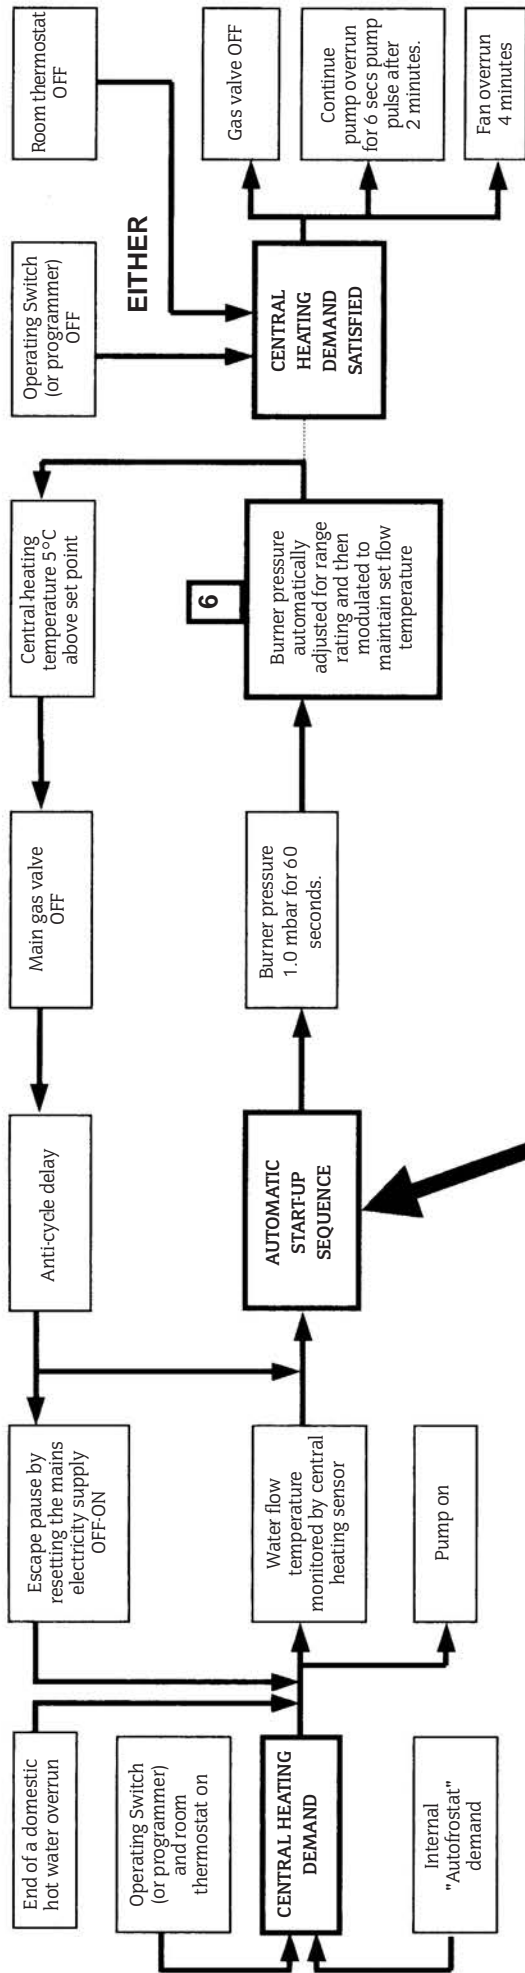 End of a domestic
hot water overrun
Operating Switch
(or programmer)
and room
thermostat on
CENTRAL HEATING
DEMAND
Internal
"Autofrostat"
demand
Escape pause by
resetting the mains
electricity supply
OFF-ON
Water flow
temperature
monitored by central
heating sensor
Pump on
Anti-cycle delay
AUTOMATIC
START-UP
SEQUENCE
Main gas valve
OFF
Burner pressure
1.0 mbar for 60
seconds.
Central heating
temperature 5°C
above set point
6
Burner pressure
automatically
adjusted for range
rating and then
modulated to
maintain set flow
temperature
Operating Switch
(or programmer)
OFF
EITHER
Room thermostat
OFF
CENTRAL
HEATING
DEMAND
SATISFIED
Gas valve OFF
Continue
pump overrun
for 6 secs pump
pulse after
2 minutes.
Fan overrun
4 minutes